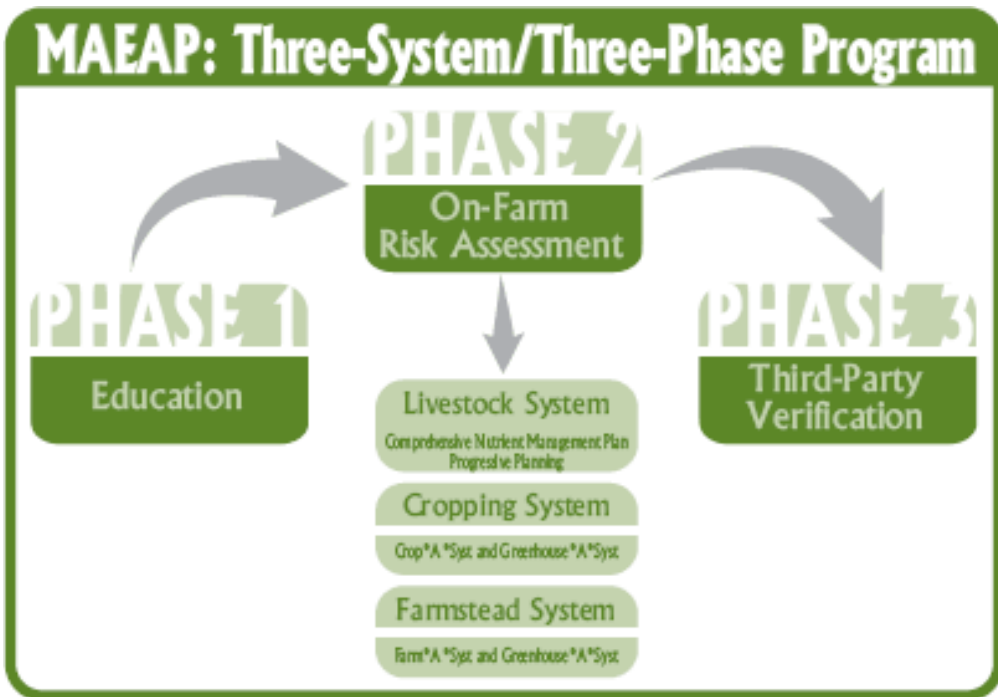 MAEAP: Three-System/Three-Phase Program
PHASE 1
Education
PHASE 2
On-Farm
Risk Assessment
PHASE 3
Third-Party
Verification
Livestock System
Comprehensive Nutrient Management Plan
Progressive Planning
Cropping System
Crop*A*Syst and Greenhouse*A*Syst
Farmstead System
Farm*A*Syst and Greenhouse*A*Syst